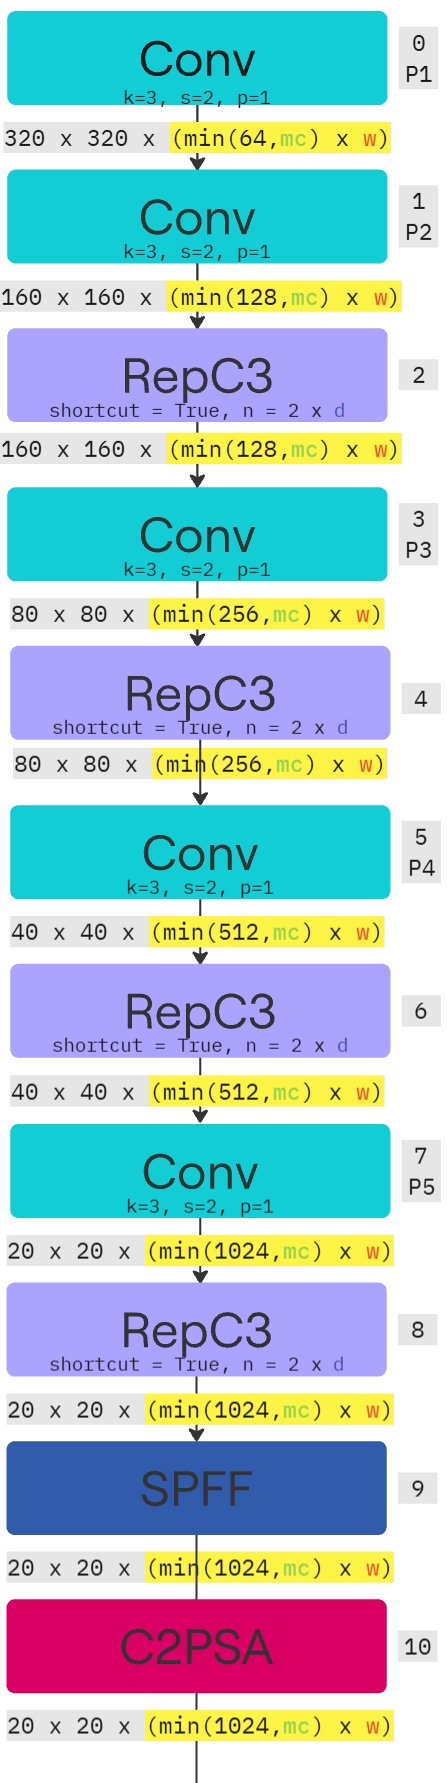 Conv
k=3, s=2, p=1
0
P1
320 x 320 x (min(64,mc) x w)
Conv
k=3, s=2, p=1
1
P2
160 x 160 x (min(128,mc) x w)
RepC3
shortcut = True, n = 2 x d
2
160 x 160 x (min(128,mc) x w)
Conv
k=3, s=2, p=1
3
P3
80 x 80 x (min(256,mc) x w)
RepC3
shortcut = True, n = 2 x d
4
80 x 80 x (min(256,mc) x w)
Conv
k=3, s=2, p=1
5
P4
40 x 40 x (min(512,mc) x w)
RepC3
shortcut = True, n = 2 x d
6
40 x 40 x (min(512,mc) x w)
Conv
k=3, s=2, p=1
7
P5
20 x 20 x (min(1024,mc) x w)
RepC3
shortcut = True, n = 2 x d
8
20 x 20 x (min(1024,mc) x w)
SPFF
9
20 x 20 x (min(1024,mc) x w)
C2PSA
10
20 x 20 x (min(1024,mc) x w)